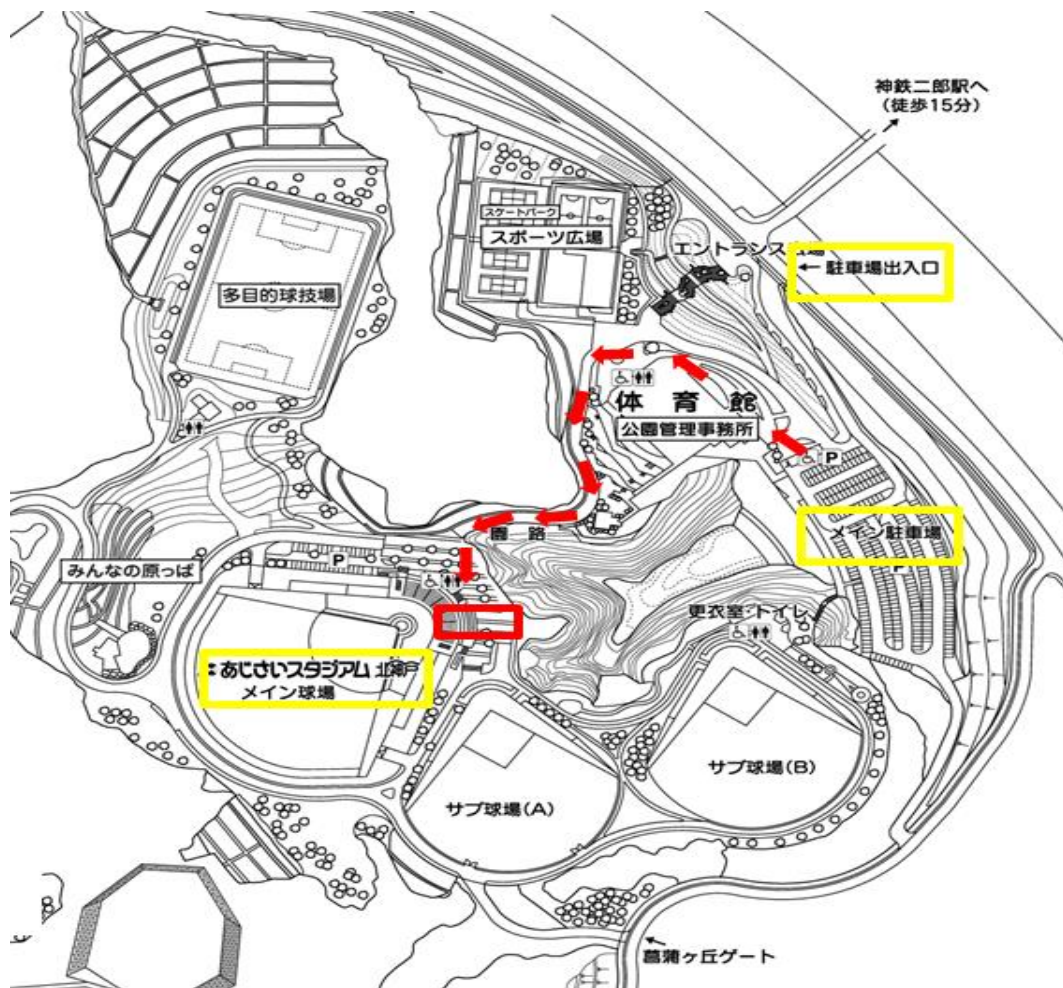 神鉄二郎駅へ
(徒歩15分)
スケートパーク
スポーツ広場
エントランス広場
← 駐車場出入口
多目的球技場
体育館
公園管理事務所
P
メイン駐車場
P
園路
みんなの原っぱ
P
更衣室・トイレ
あじさいスタジアム北神戸
メイン球場
サブ球場(B)
サブ球場(A)
菖蒲ヶ丘ゲート